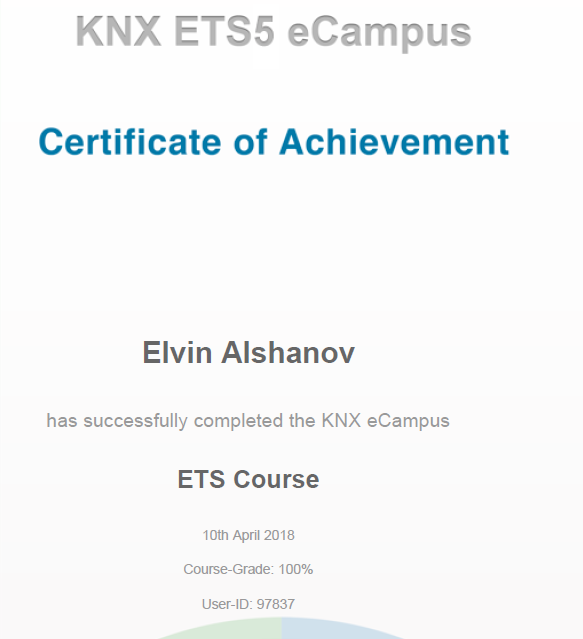 KNX ETS5 eCampus
Certificate of Achievement
Elvin Alshanov
has successfully completed the KNX eCampus
ETS Course
10th April 2018
Course-Grade: 100%
User-ID: 97837